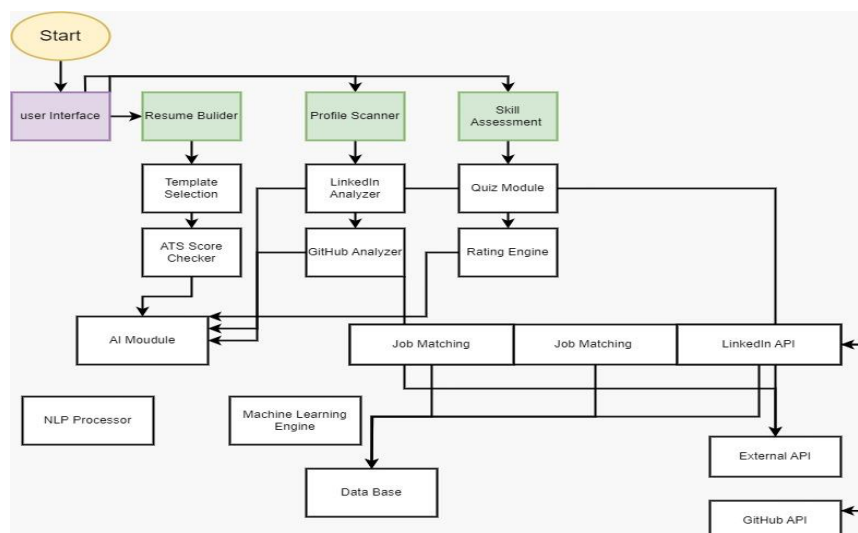 Start
user Interface
Resume Bulider
Profile Scanner
Skill
Assessment
Template
Selection
LinkedIn
Analyzer
Quiz Module
ATS Score
Checker
GitHub Analyzer
Rating Engine
AI Moudule
Job Matching
Job Matching
LinkedIn API
NLP Processor
Machine Learning
Engine
External API
Data Base
GitHub API